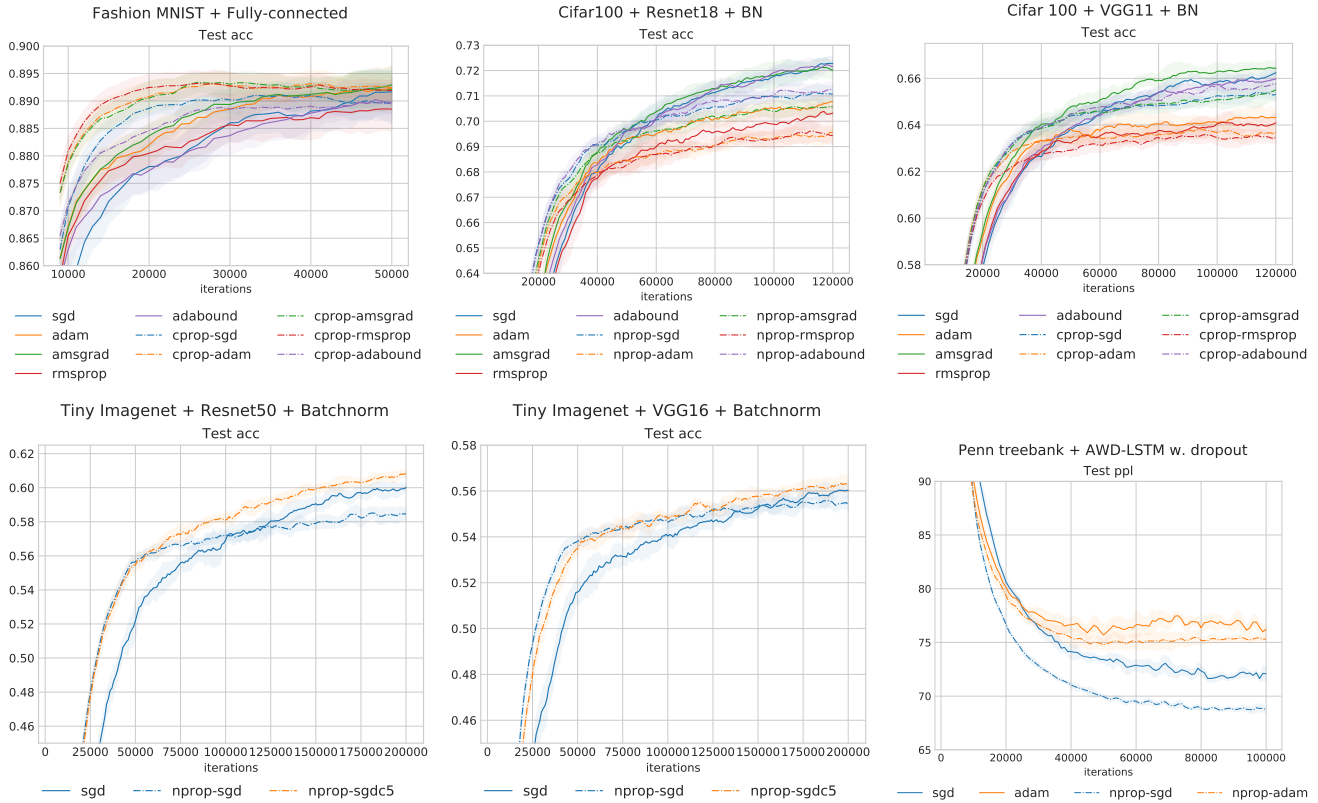 Fashion MNIST + Fully-connected
Test acc
0.900
0.895
0.890
0.885
0.880
0.875
0.870
0.865
0.860
10000 20000 30000 40000 50000
iterations
sgd adabound cprop-amsgrad
adam cprop-sgd cprop-rmsprop
amsgrad cprop-adam cprop-adabound
rmsprop
Cifar100 + Resnet18 + BN
Test acc
0.73
0.72
0.71
0.70
0.69
0.68
0.67
0.66
0.65
0.64
20000 40000 60000 80000 100000 120000
iterations
sgd adabound nprop-amsgrad
adam nprop-sgd nprop-rmsprop
amsgrad nprop-adam nprop-adabound
rmsprop
Cifar 100 + VGG11 + BN
Test acc
0.66
0.64
0.62
0.60
0.58
20000 40000 60000 80000 100000 120000
iterations
sgd adabound cprop-amsgrad
adam cprop-sgd cprop-rmsprop
amsgrad cprop-adam cprop-adabound
rmsprop
Tiny Imagenet + Resnet50 + Batchnorm
Test acc
0.62
0.60
0.58
0.56
0.54
0.52
0.50
0.48
0.46
0 25000 50000 75000 100000 125000 150000 175000 200000
iterations
sgd nprop-sgd nprop-sgdc5
Tiny Imagenet + VGG16 + Batchnorm
Test acc
0.58
0.56
0.54
0.52
0.50
0.48
0.46
0 25000 50000 75000 100000 125000 150000 175000 200000
iterations
sgd nprop-sgd nprop-sgdc5
Penn treebank + AWD-LSTM w. dropout
Test ppl
90
85
80
75
70
65
0 20000 40000 60000 80000 100000
iterations
sgd adam nprop-sgd nprop-adam